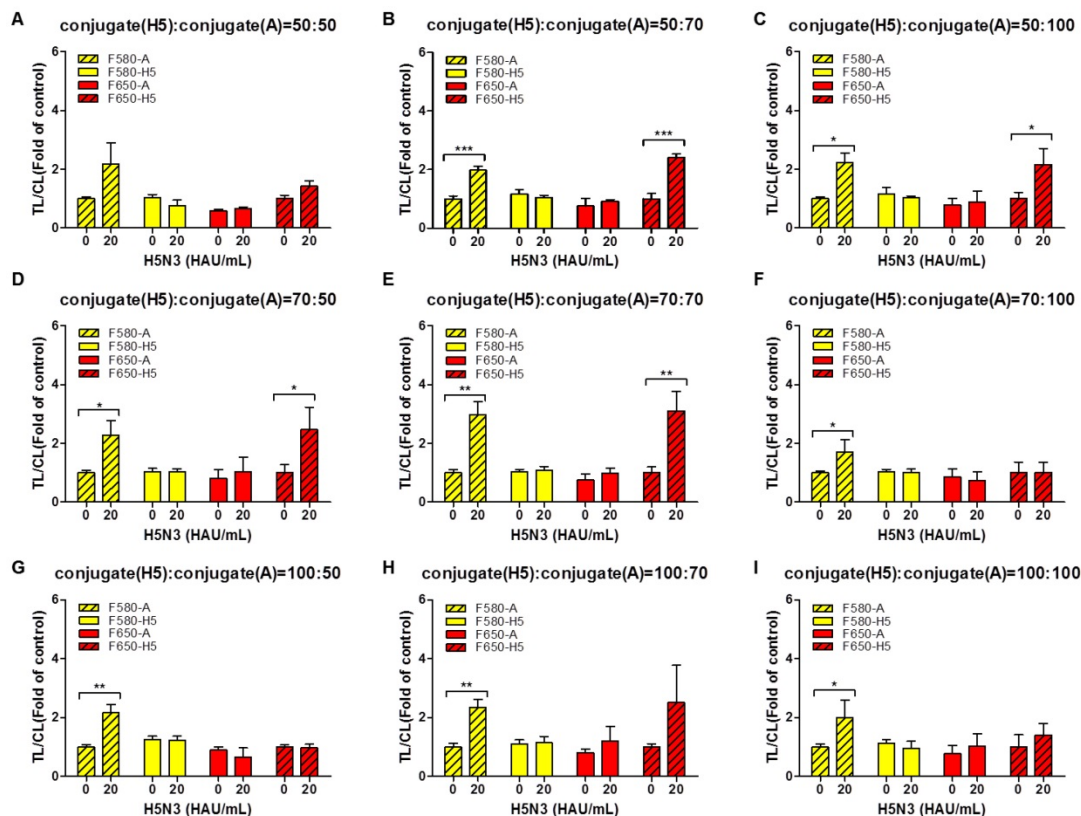 A conjugate(H5):conjugate(A)=50:50
TL/CL(Fold of control)
6
4
2
0
F580-A
F580-H5
F650-A
F650-H5
0 20 0 20 0 20 0 20
H5N3 (HAU/mL)
B conjugate(H5):conjugate(A)=50:70
TL/CL(Fold of control)
6
4
2
0
F580-A
F580-H5
F650-A
F650-H5
*** ***
0 20 0 20 0 20 0 20
H5N3 (HAU/mL)
C conjugate(H5):conjugate(A)=50:100
TL/CL(Fold of control)
6
4
2
0
F580-A
F580-H5
F650-A
F650-H5
* *
0 20 0 20 0 20 0 20
H5N3 (HAU/mL)
D conjugate(H5):conjugate(A)=70:50
TL/CL(Fold of control)
6
4
2
0
F580-A
F580-H5
F650-A
F650-H5
* *
0 20 0 20 0 20 0 20
H5N3 (HAU/mL)
E conjugate(H5):conjugate(A)=70:70
TL/CL(Fold of control)
6
4
2
0
F580-A
F580-H5
F650-A
F650-H5
** **
0 20 0 20 0 20 0 20
H5N3 (HAU/mL)
F conjugate(H5):conjugate(A)=70:100
TL/CL(Fold of control)
6
4
2
0
F580-A
F580-H5
F650-A
F650-H5
*
0 20 0 20 0 20 0 20
H5N3 (HAU/mL)
G conjugate(H5):conjugate(A)=100:50
TL/CL(Fold of control)
6
4
2
0
F580-A
F580-H5
F650-A
F650-H5
**
0 20 0 20 0 20 0 20
H5N3 (HAU/mL)
H conjugate(H5):conjugate(A)=100:70
TL/CL(Fold of control)
6
4
2
0
F580-A
F580-H5
F650-A
F650-H5
**
0 20 0 20 0 20 0 20
H5N3 (HAU/mL)
I conjugate(H5):conjugate(A)=100:100
TL/CL(Fold of control)
6
4
2
0
F580-A
F580-H5
F650-A
F650-H5
*
0 20 0 20 0 20 0 20
H5N3 (HAU/mL)